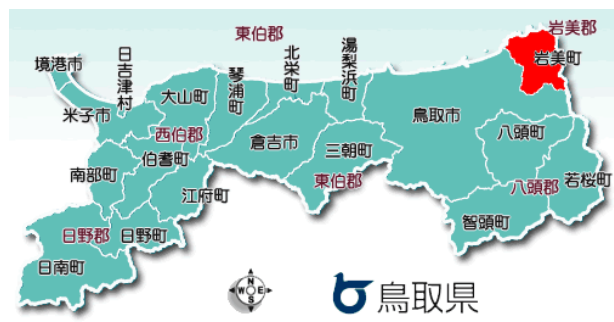 岩美郡
東伯郡
湯梨浜町
北栄町
琴浦町
日吉津村
境港市
岩美町
大山町
米子市
鳥取市
西伯郡
倉吉市
三朝町
八頭町
伯耆町
南部町
江府町
東伯郡
八頭郡
若桜町
智頭町
日野郡
日野町
日南町
N
W E
S
鳥取県